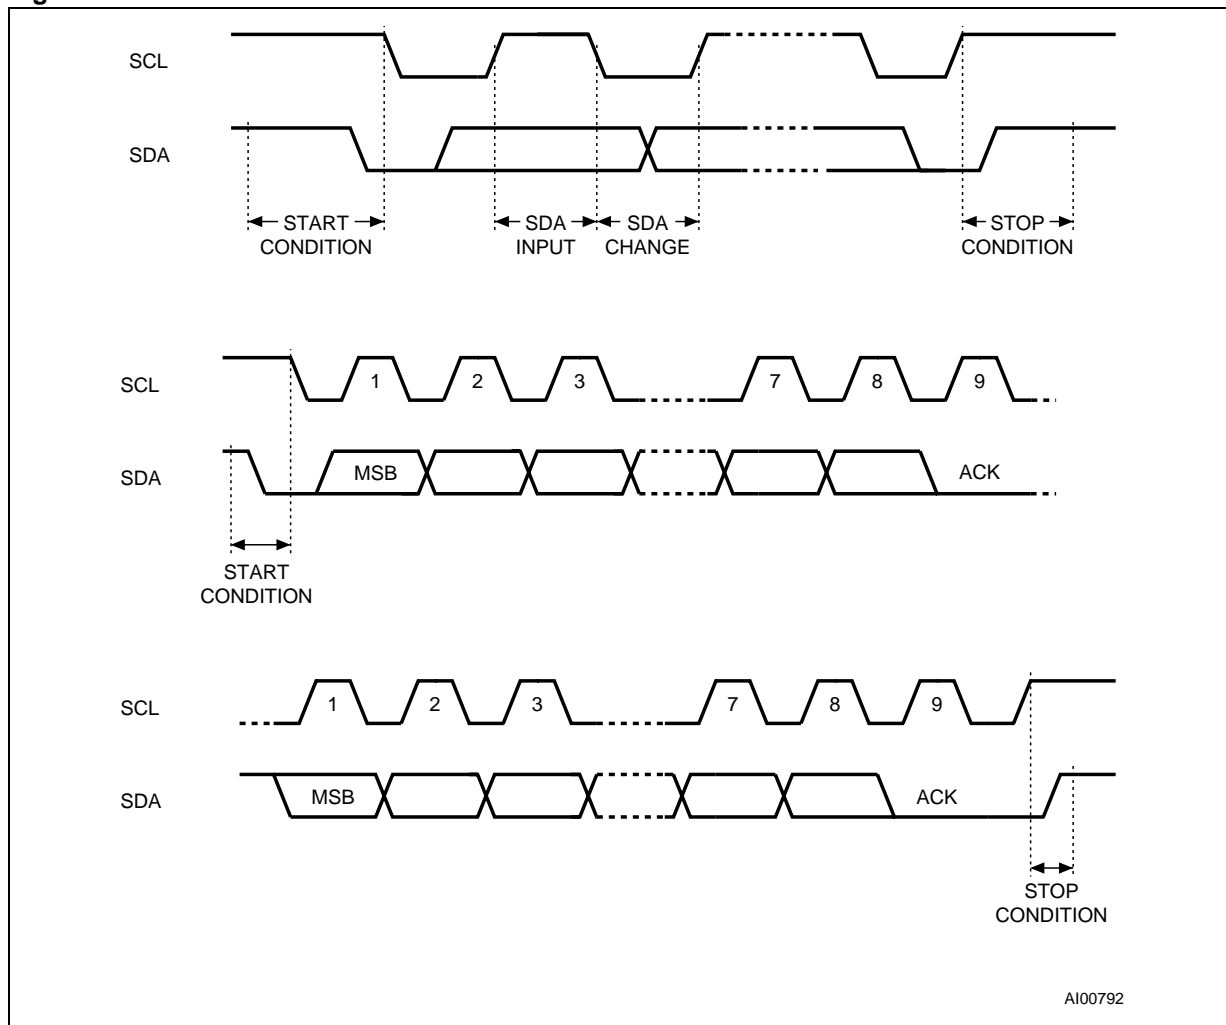 SCL
SDA
START
CONDITION
SDA
INPUT
SDA
CHANGE
STOP
CONDITION
SCL
1 2 3 7 8 9
SDA
MSB ACK
START
CONDITION
SCL
1 2 3 7 8 9
SDA
MSB ACK
STOP
CONDITION
AI00792